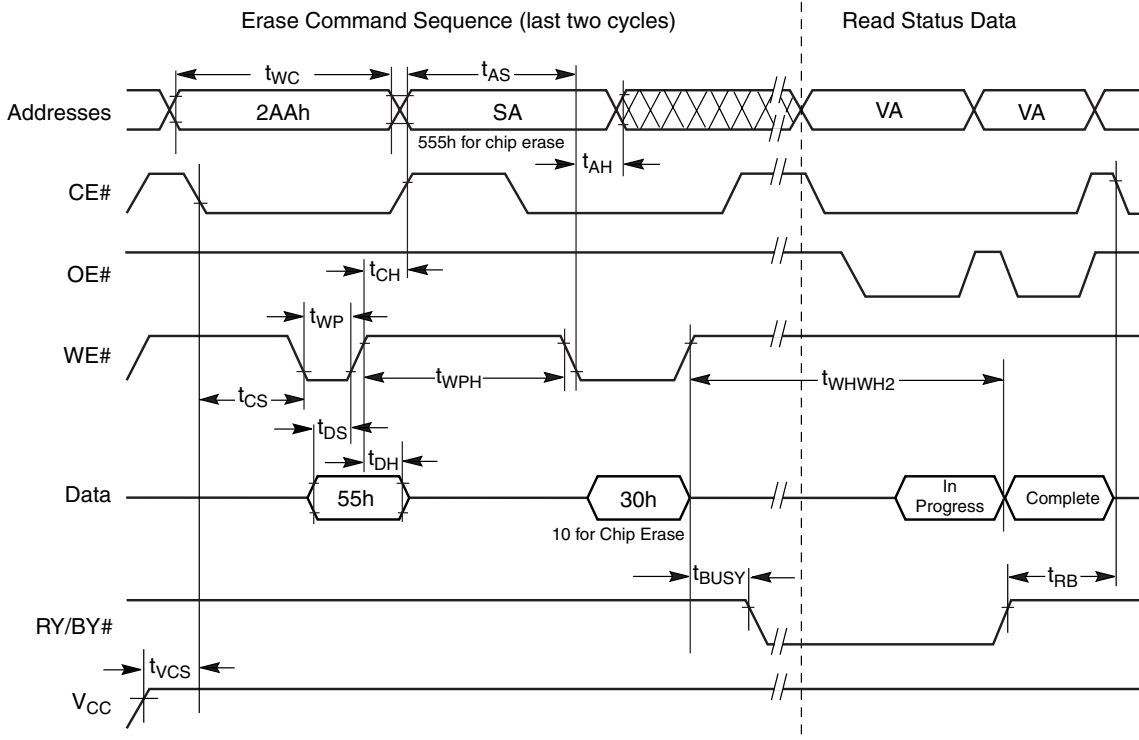 Erase Command Sequence (last two cycles)
Read Status Data
tWC
tAS
Addresses
2AAh
SA
VA
VA
555h for chip erase
tAH
CE#
OE#
tCH
tWP
WE#
tWPH
tWHWH2
tCS
tDS
tDH
Data
55h
30h
In
Progress
Complete
10 for Chip Erase
tBUSY
tRB
RY/BY#
tVCS
VCC